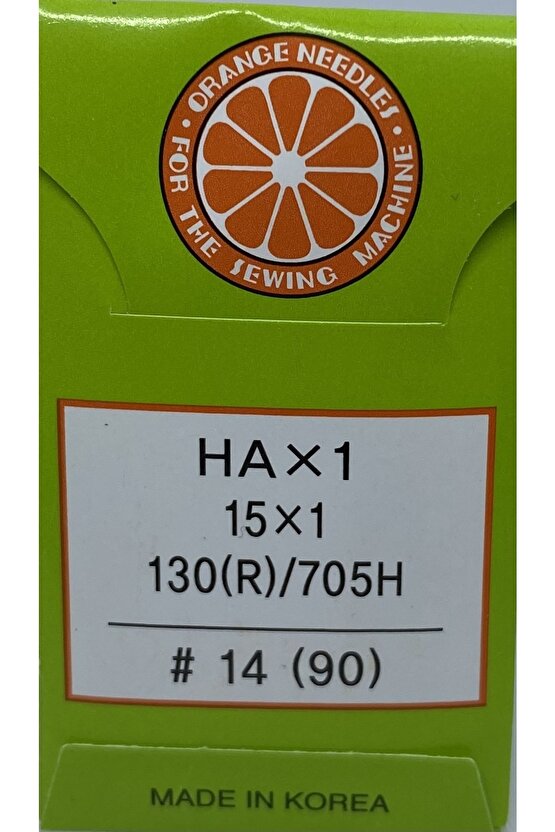 ORANGE NEEDLES
• FOR THE SEWING MACHINE •
HA×1
15×1
130(R)/705H
# 14 (90)
MADE IN KOREA